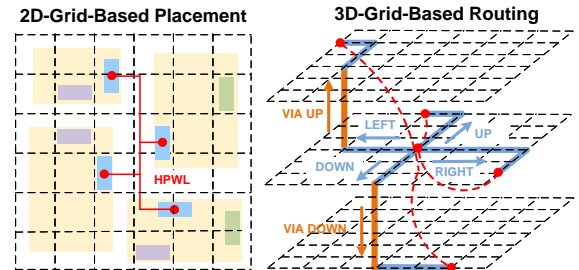 2D-Grid-Based Placement
HPWL
3D-Grid-Based Routing
VIA UP
LEFT
UP
DOWN
RIGHT
VIA DOWN